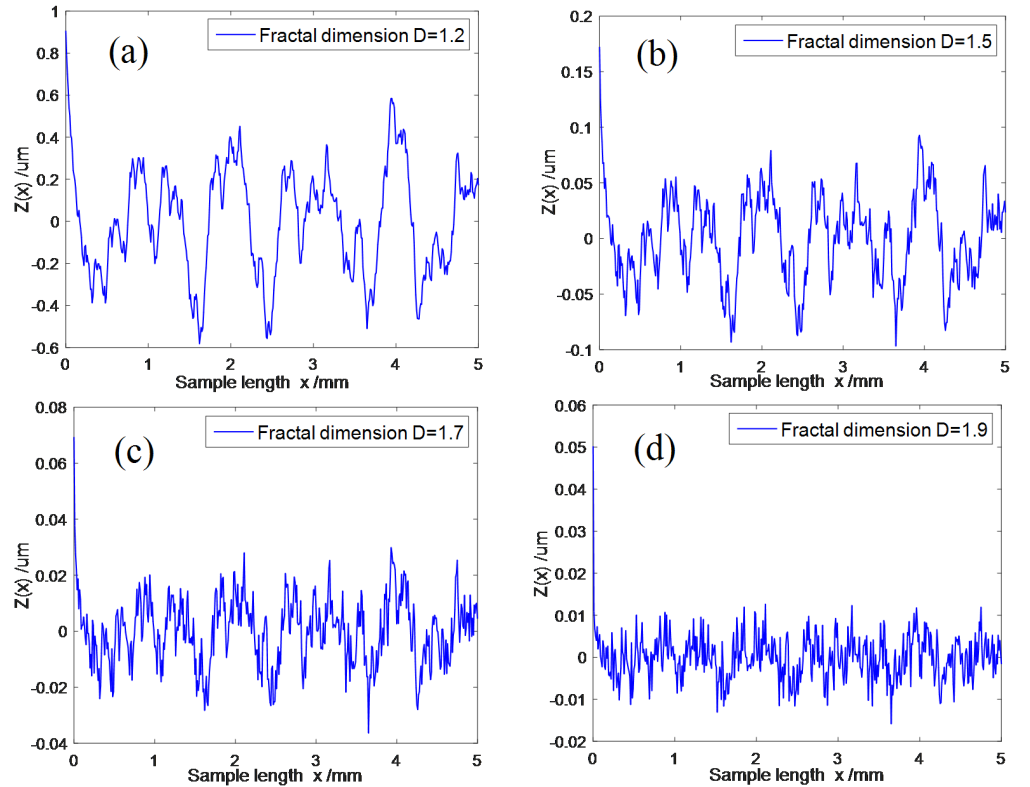 (a)
Fractal dimension D=1.2
1
0.8
0.6
0.4
0.2
0
-0.2
-0.4
-0.6
Z(x) /um
0 1 2 3 4 5
Sample length x /mm
(b)
Fractal dimension D=1.5
0.2
0.15
0.1
0.05
0
-0.05
-0.1
Z(x) /um
0 1 2 3 4 5
Sample length x /mm
(c)
Fractal dimension D=1.7
0.08
0.06
0.04
0.02
0
-0.02
-0.04
Z(x) /um
0 1 2 3 4 5
Sample length x /mm
(d)
Fractal dimension D=1.9
0.06
0.05
0.04
0.03
0.02
0.01
0
-0.01
-0.02
Z(x) /um
0 1 2 3 4 5
Sample length x /mm